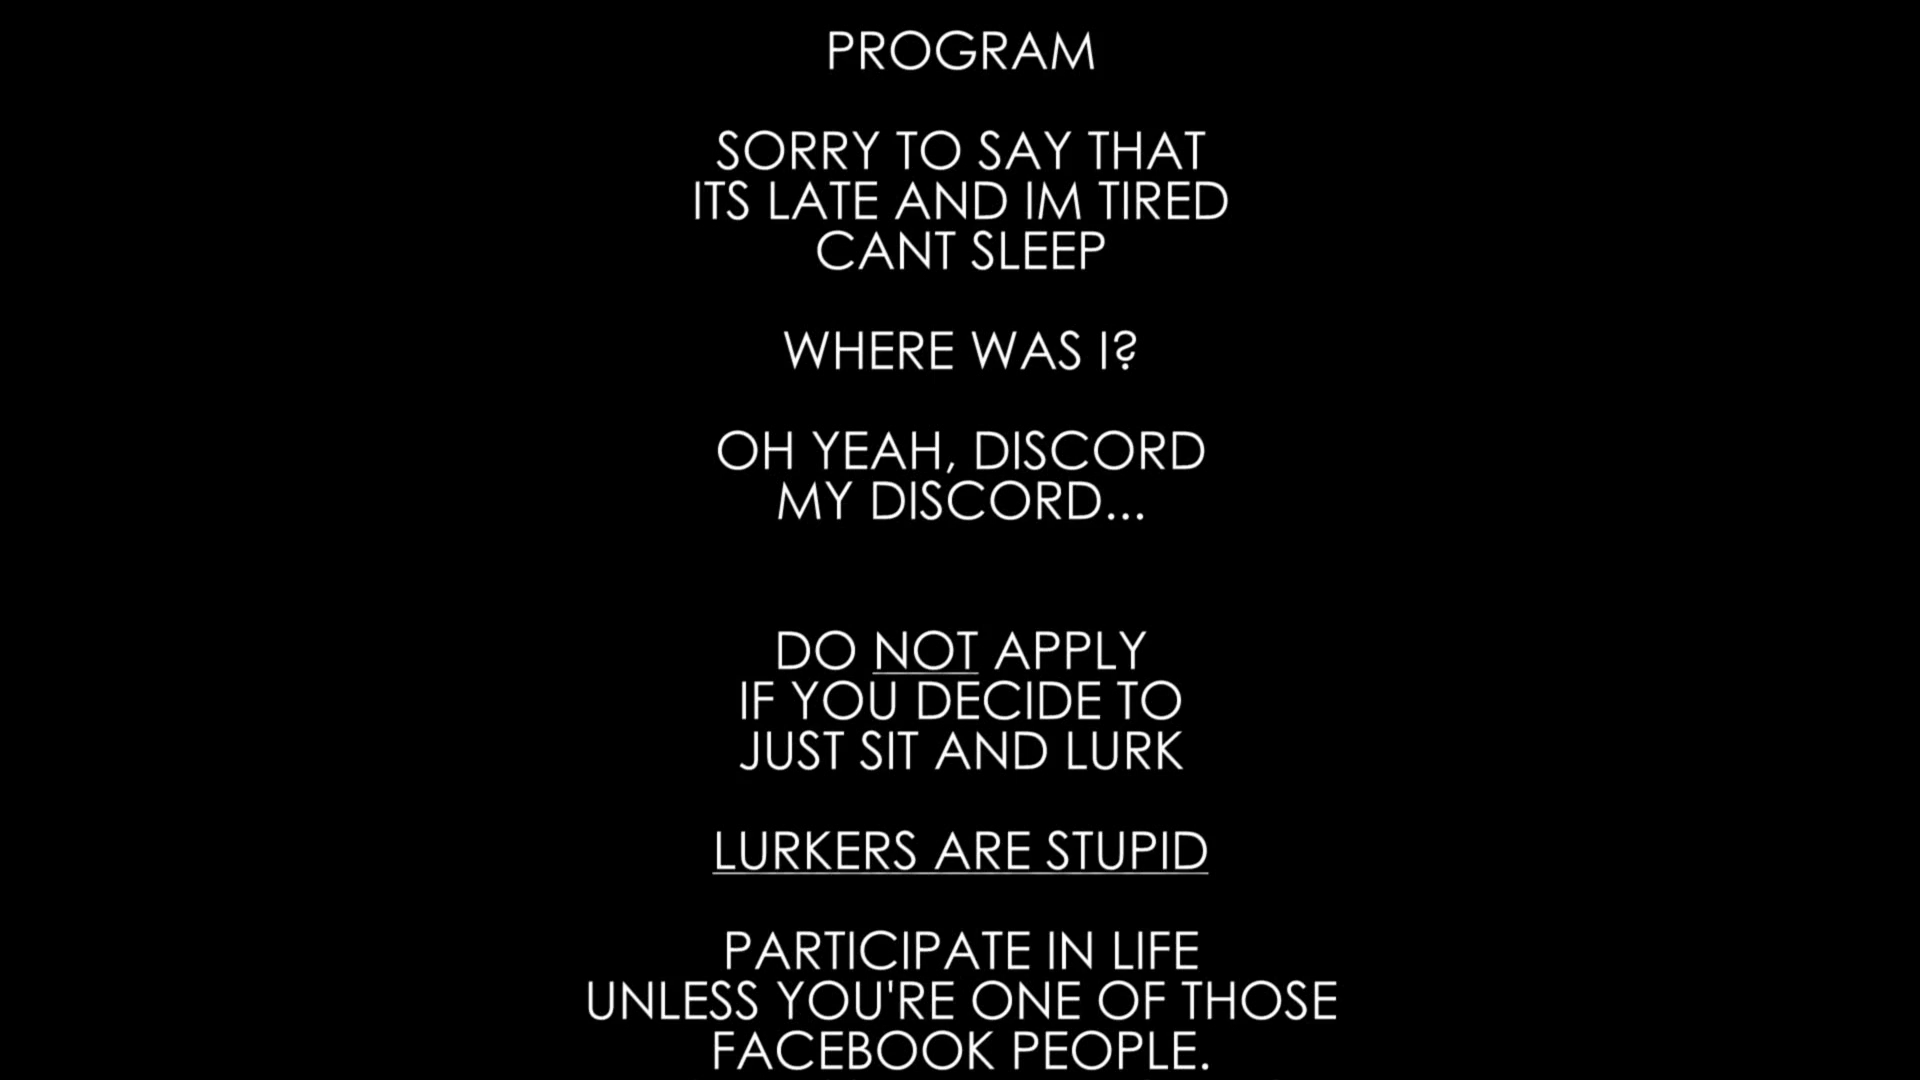 PROGRAM
SORRY TO SAY THAT
ITS LATE AND IM TIRED
CANT SLEEP
WHERE WAS I?
OH YEAH, DISCORD
MY DISCORD...
DO NOT APPLY
IF YOU DECIDE TO
JUST SIT AND LURK
LURKERS ARE STUPID
PARTICIPATE IN LIFE
UNLESS YOU'RE ONE OF THOSE
FACEBOOK PEOPLE.